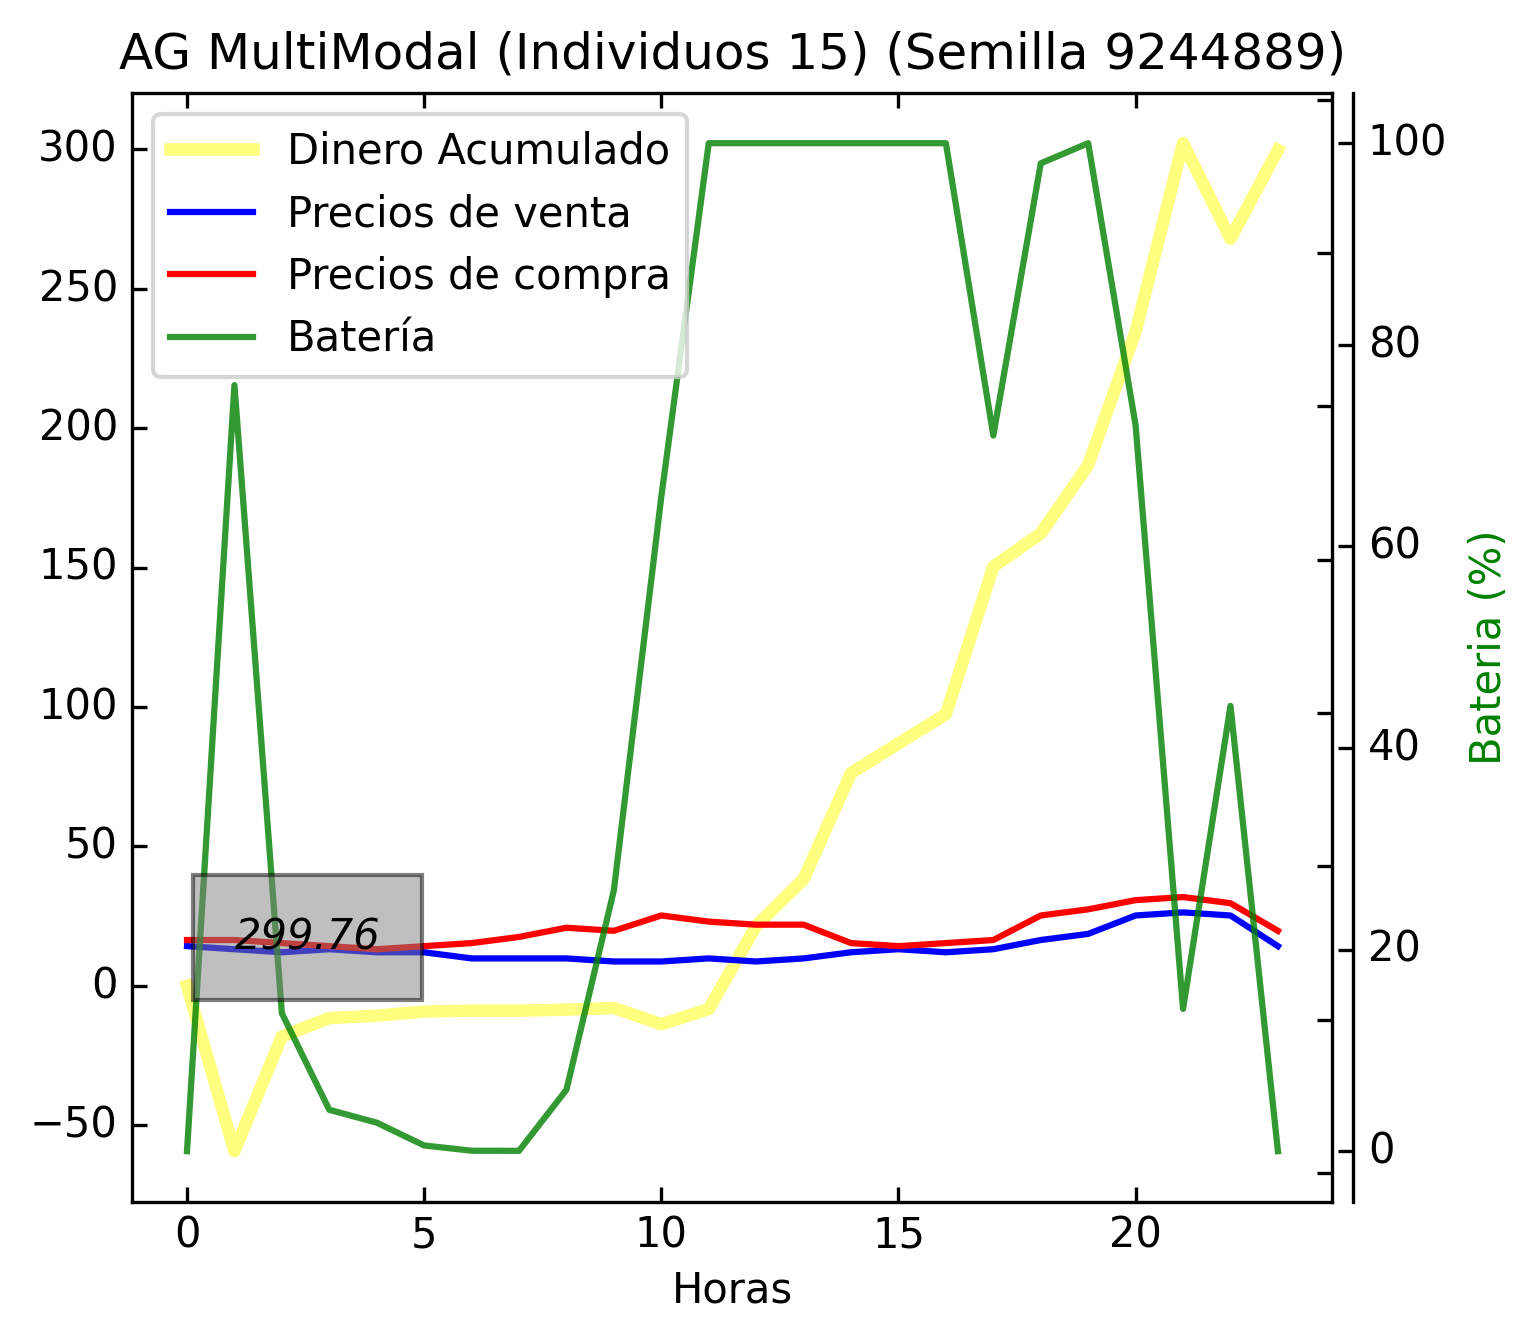 AG MultiModal (Individuos 15) (Semilla 9244889)
Dinero Acumulado
Precios de venta
Precios de compra
Batería
300
250
200
150
100
50
0
−50
299.76
100
80
60
40
20
0
Bateria (%)
0 5 10 15 20
Horas